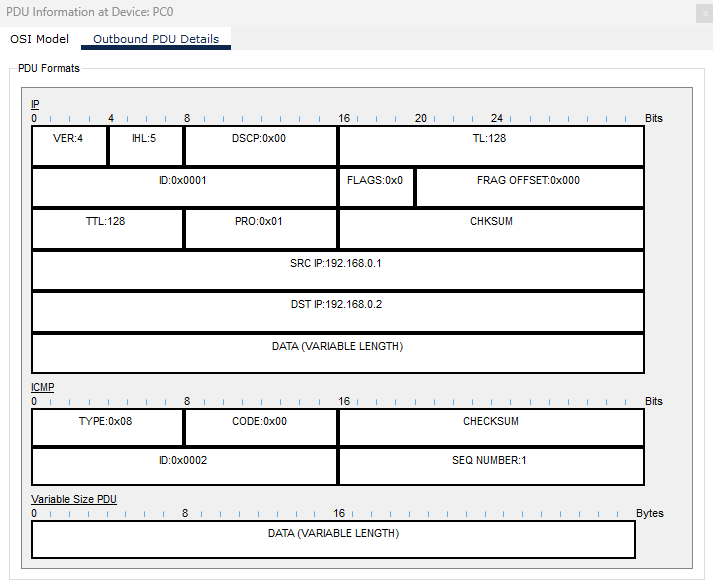 PDU Information at Device: PC0
x
OSI Model Outbound PDU Details
PDU Formats
IP
0 4 8 16 20 24 Bits
VER:4 IHL:5 DSCP:0x00 TL:128
ID:0x0001 FLAGS:0x0 FRAG OFFSET:0x000
TTL:128 PRO:0x01 CHKSUM
SRC IP:192.168.0.1
DST IP:192.168.0.2
DATA (VARIABLE LENGTH)
ICMP
0 8 16 Bits
TYPE:0x08 CODE:0x00 CHECKSUM
ID:0x0002 SEQ NUMBER:1
Variable Size PDU
0 8 16 Bytes
DATA (VARIABLE LENGTH)